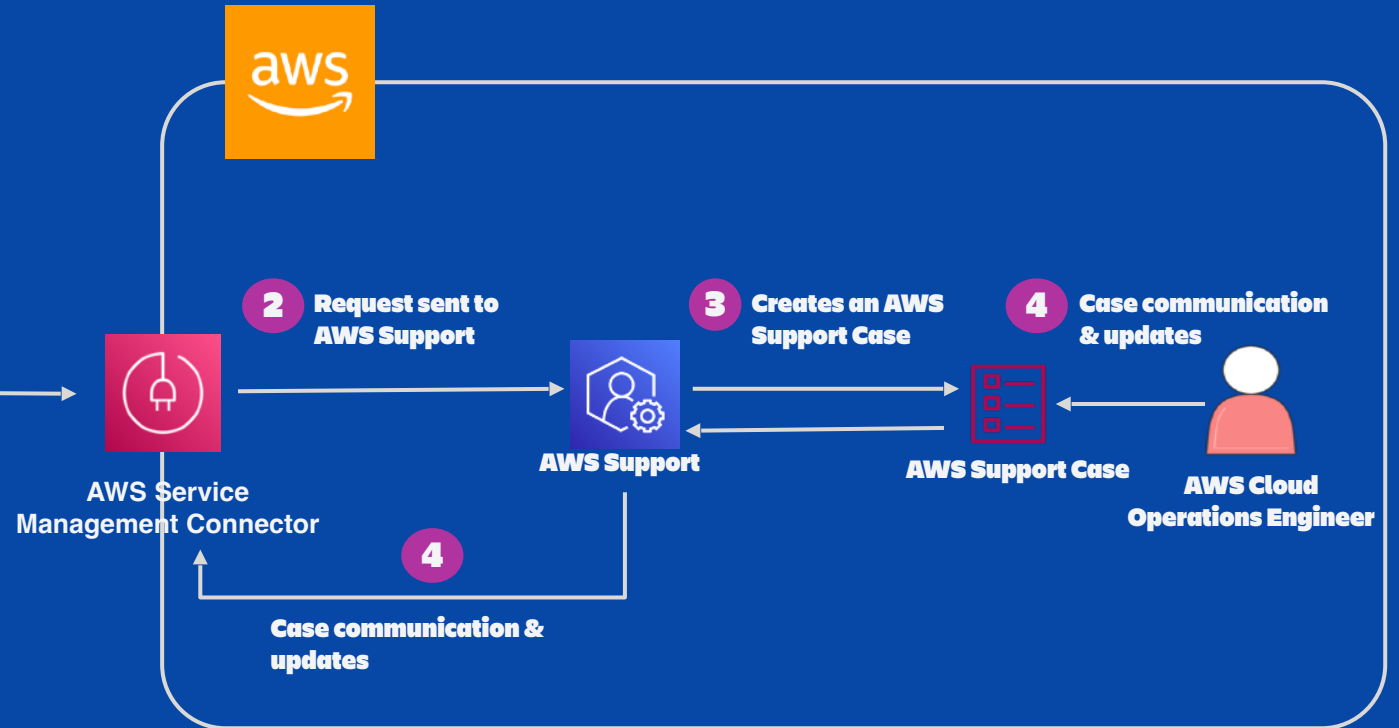 aws
2
Request sent to
AWS Support
3
Creates an AWS
Support Case
4
Case communication
& updates
AWS Service
Management Connector
AWS Support
AWS Support Case
AWS Cloud
Operations Engineer
4
Case communication &
updates